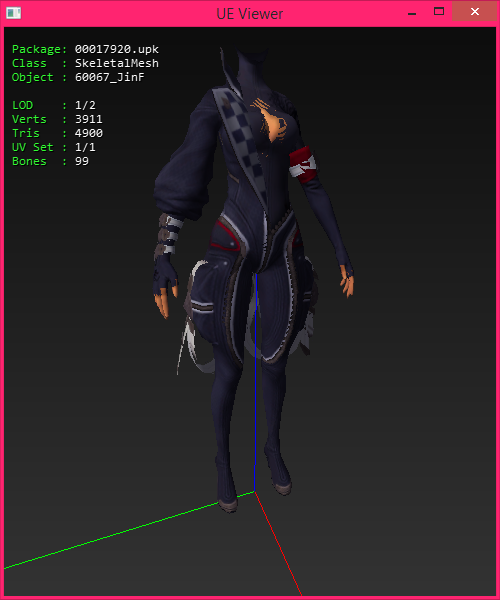 UE Viewer
Package: 00017920.upk
Class  : SkeletalMesh
Object : 60067_JinF
LOD    : 1/2
Verts  : 3911
Tris   : 4900
UV Set : 1/1
Bones  : 99